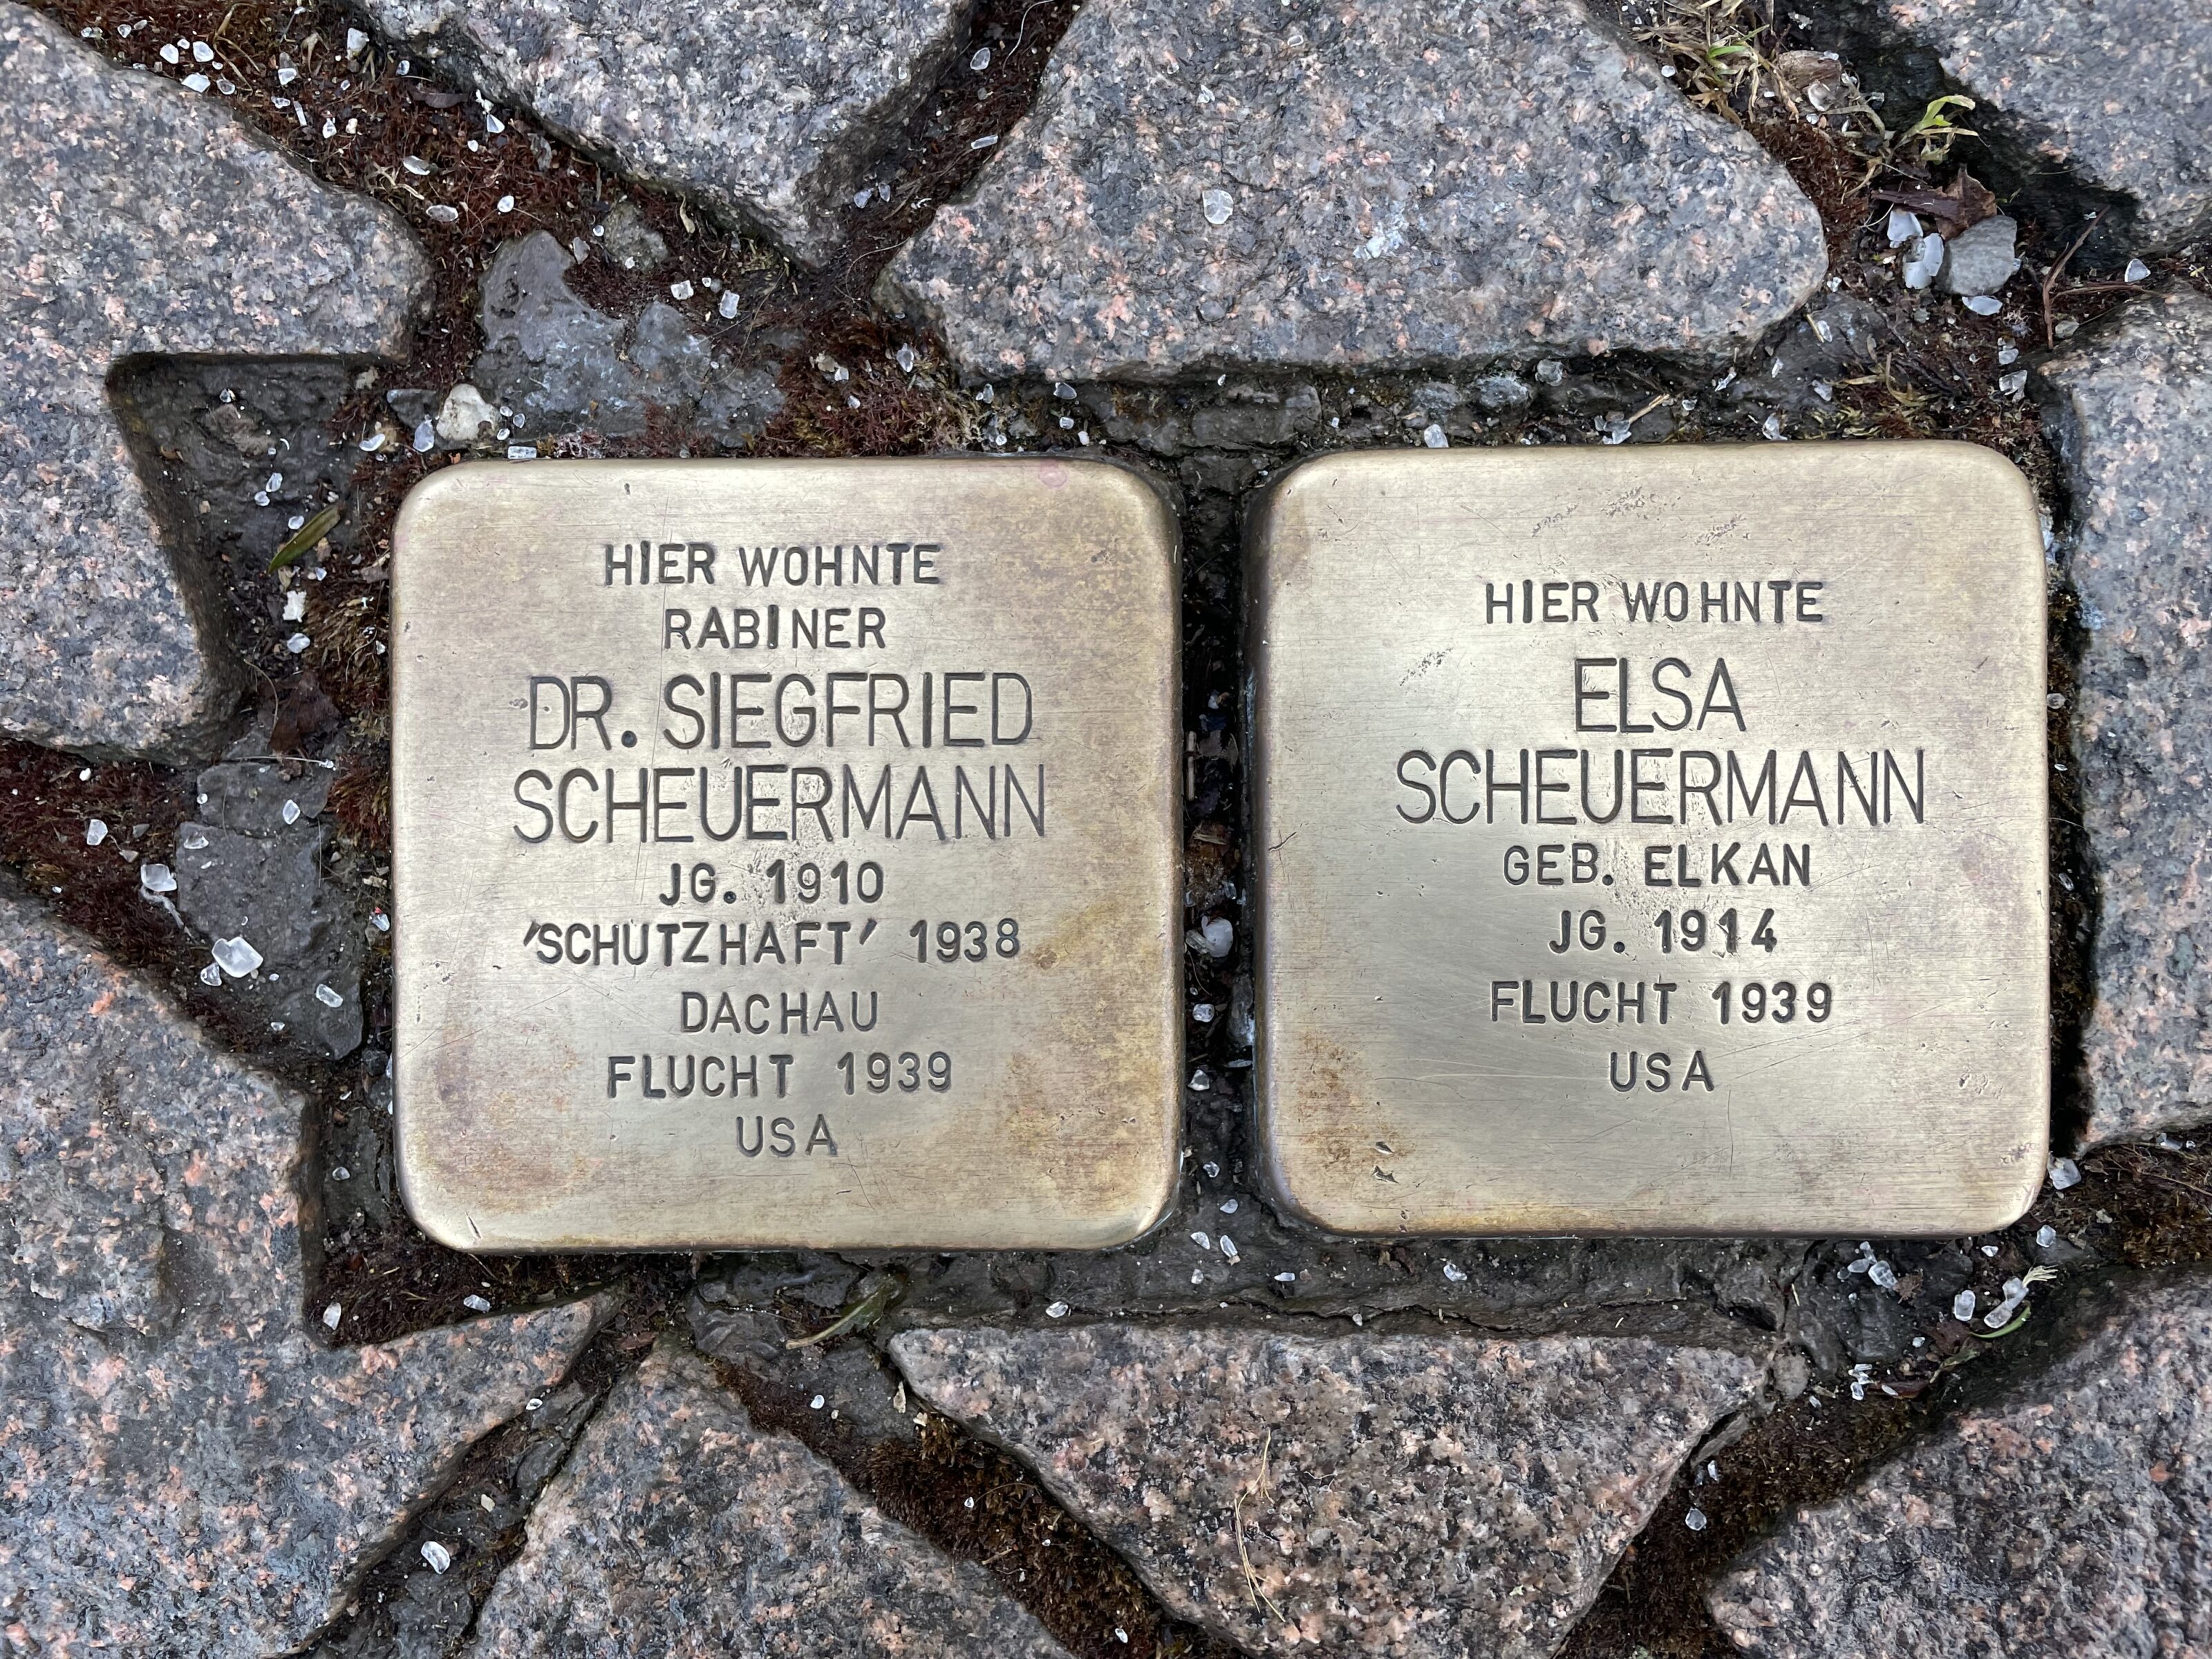 HIER WOHNTE
RABINER
DR. SIEGFRIED
SCHEUERMANN
JG. 1910
'SCHUTZHAFT' 1938
DACHAU
FLUCHT 1939
USA
HIER WOHNTE
ELSA
SCHEUERMANN
GEB. ELKAN
JG. 1914
FLUCHT 1939
USA